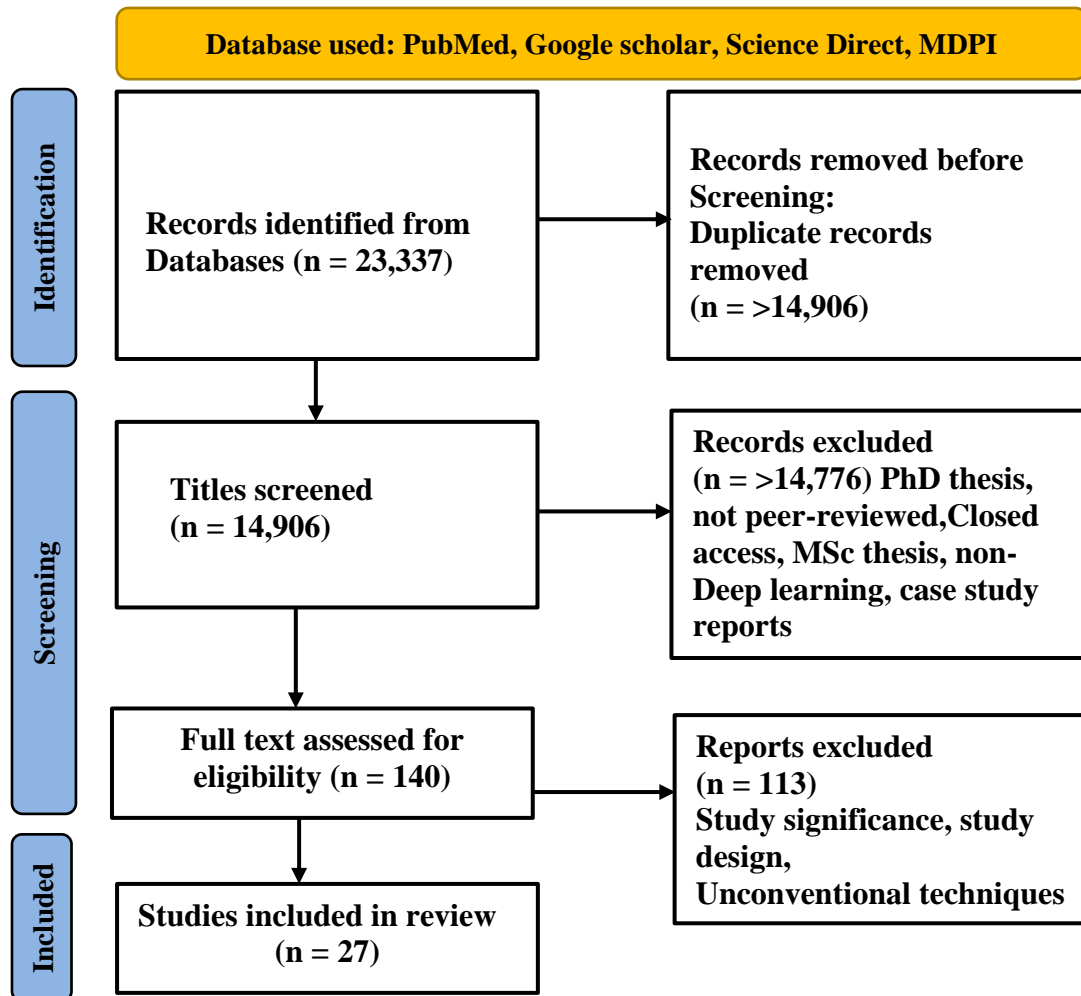 Database used: PubMed, Google scholar, Science Direct, MDPI
Identification
Records identified from
Databases (n = 23,337)
Records removed before
Screening:
Duplicate records
removed
(n = >14,906)
Screening
Titles screened
(n = 14,906)
Records excluded
(n = >14,776) PhD thesis,
not peer-reviewed,Closed
access, MSc thesis, non-
Deep learning, case study
reports
Full text assessed for
eligibility (n = 140)
Reports excluded
(n = 113)
Study significance, study
design,
Unconventional techniques
Included
Studies included in review
(n = 27)